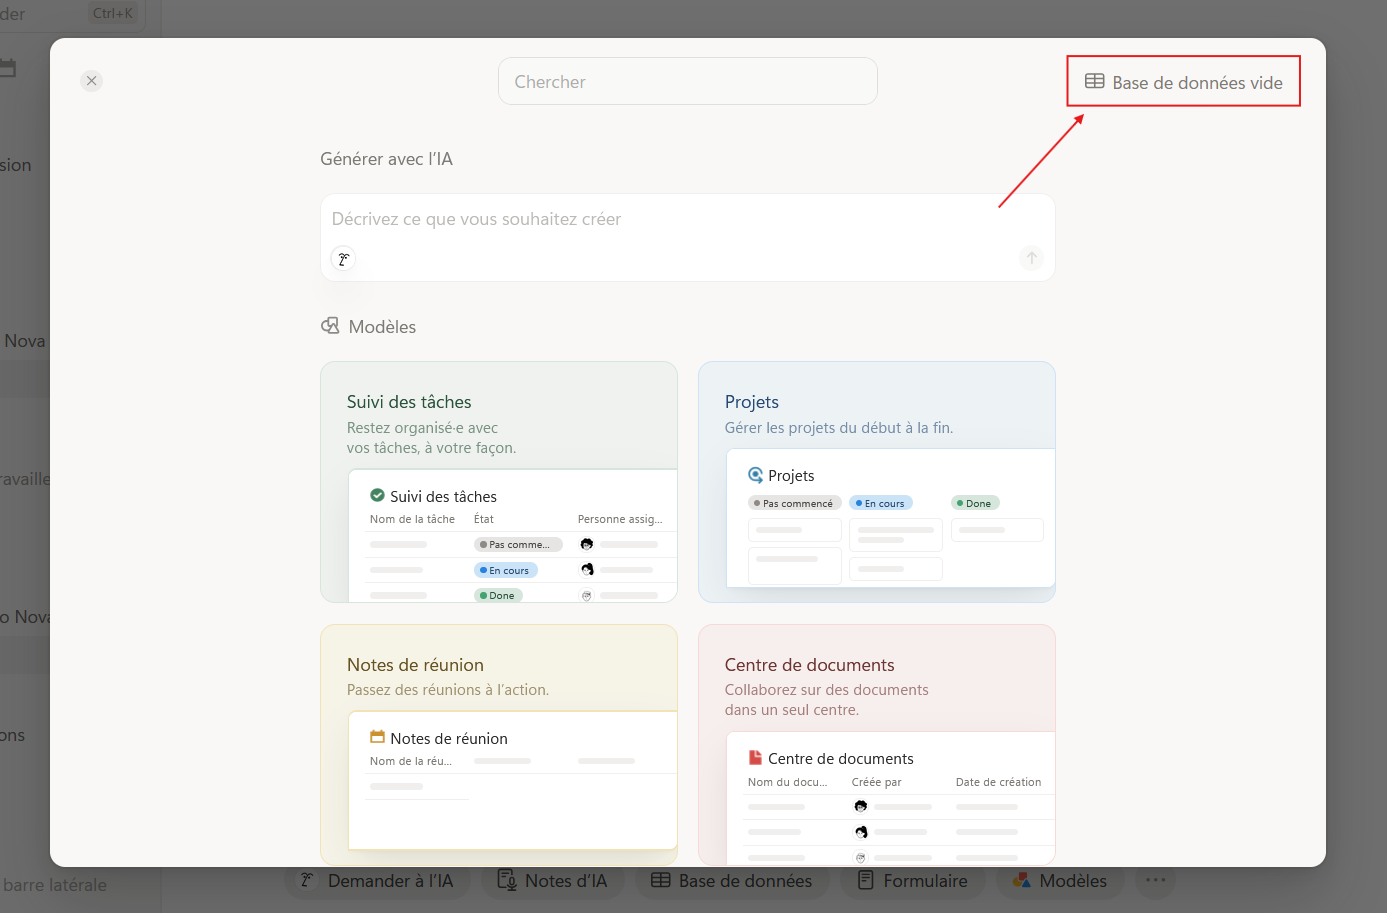 der
Ctrl+K
Chercher
Base de données vide
Générer avec l'IA
sion
Décrivez ce que vous souhaitez créer
Modèles
Nova
Suivi des tâches
Restez organisé·e avec
vos tâches, à votre façon.
Suivi des tâches
Nom de la tâche
État
Personne assig...
Pas comme...
En cours
Done
Projets
Gérer les projets du début à la fin.
Projets
Pas commencé
En cours
Done
ravaille
o Nova
ons
Notes de réunion
Passez des réunions à l'action.
Notes de réunion
Nom de la réu...
Centre de documents
Collaborez sur des documents
dans un seul centre.
Centre de documents
Nom du docu...
Créée par
Date de création
barre latérale
Demander à l'IA
Notes d'IA
Base de données
Formulaire
Modèles